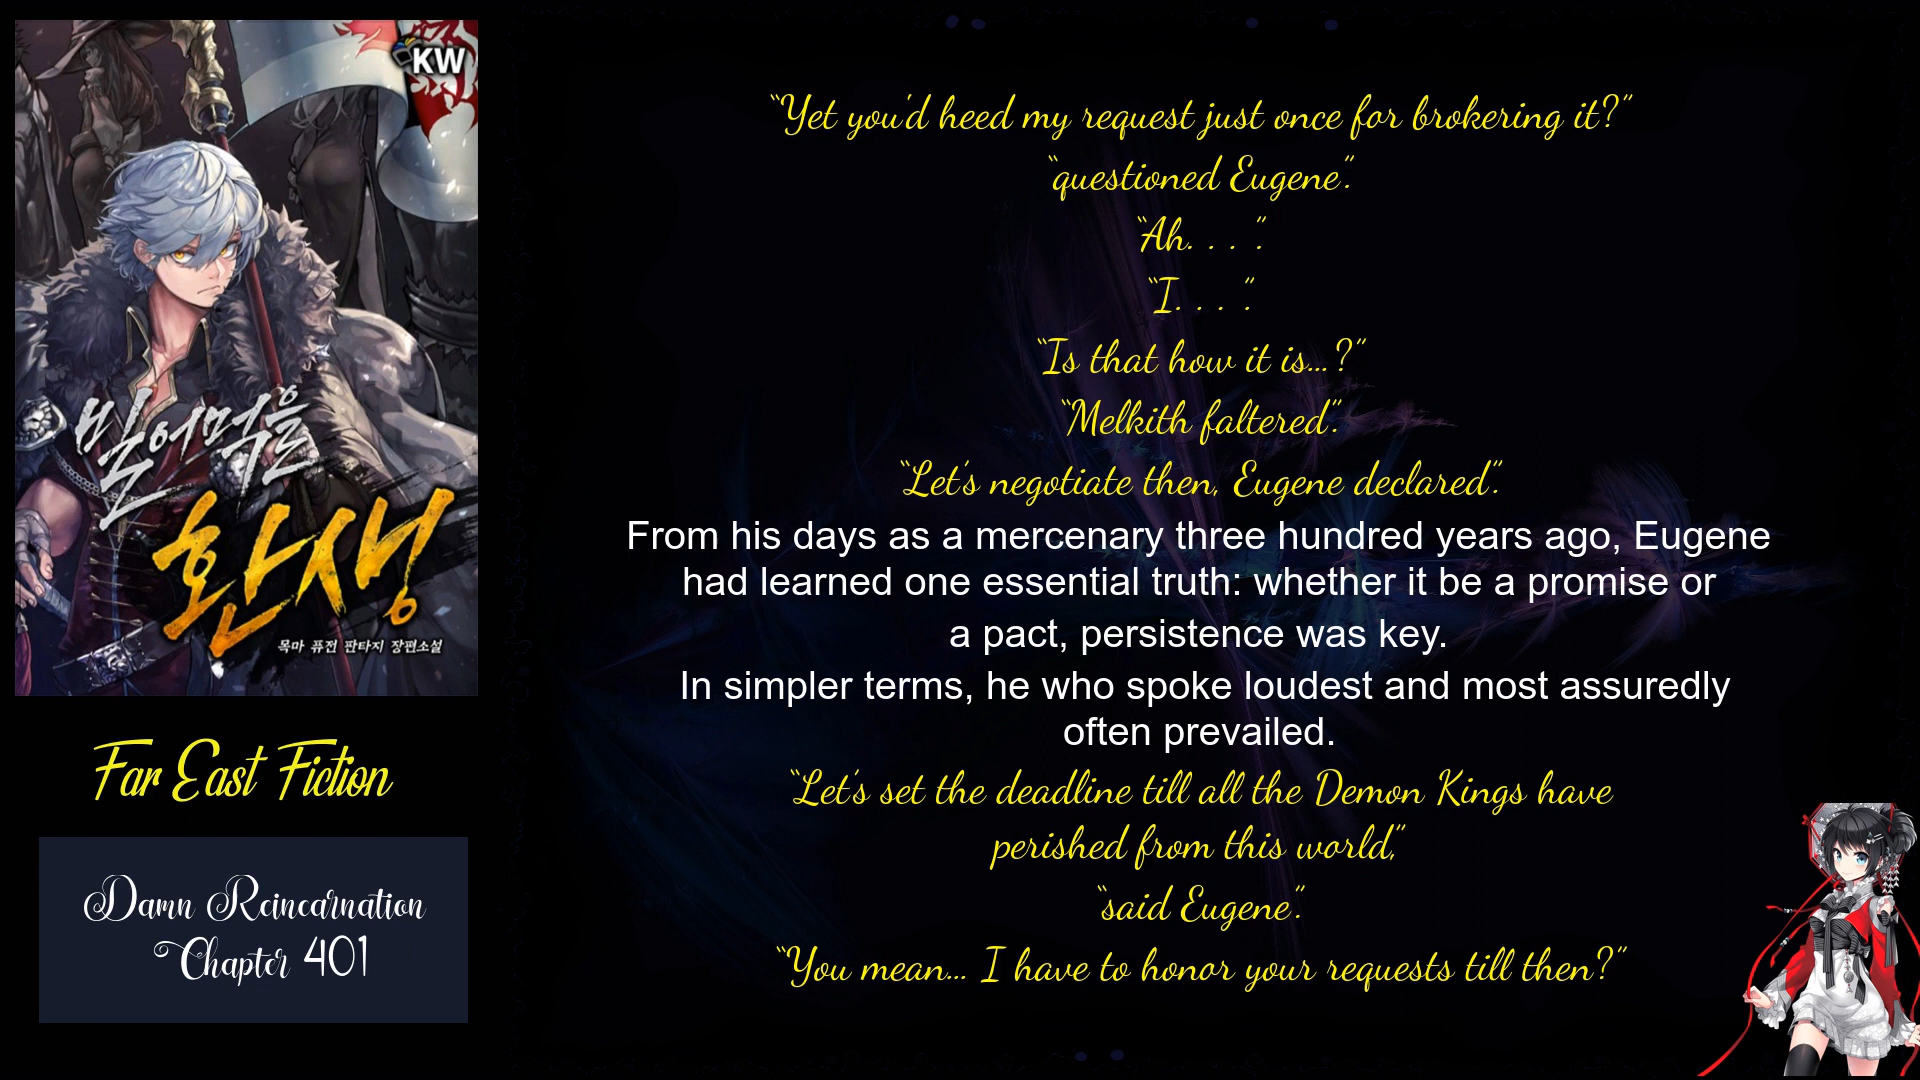 KW
빌어먹을
환생
목마 퓨전 판타지 장편소설
Far East Fiction
Damn Reincarnation
Chapter 401
“Yet you'd heed my request just once for brokering it?”
“questioned Eugene”.
“Ah. . . .”
“I. . . .”
“Is that how it is...?”
“Melkith faltered”.
“Let's negotiate then, Eugene declared”.
From his days as a mercenary three hundred years ago, Eugene
had learned one essential truth: whether it be a promise or
a pact, persistence was key.
In simpler terms, he who spoke loudest and most assuredly
often prevailed.
“Let's set the deadline till all the Demon Kings have
perished from this world,”
“said Eugene”.
“You mean... I have to honor your requests till then?”